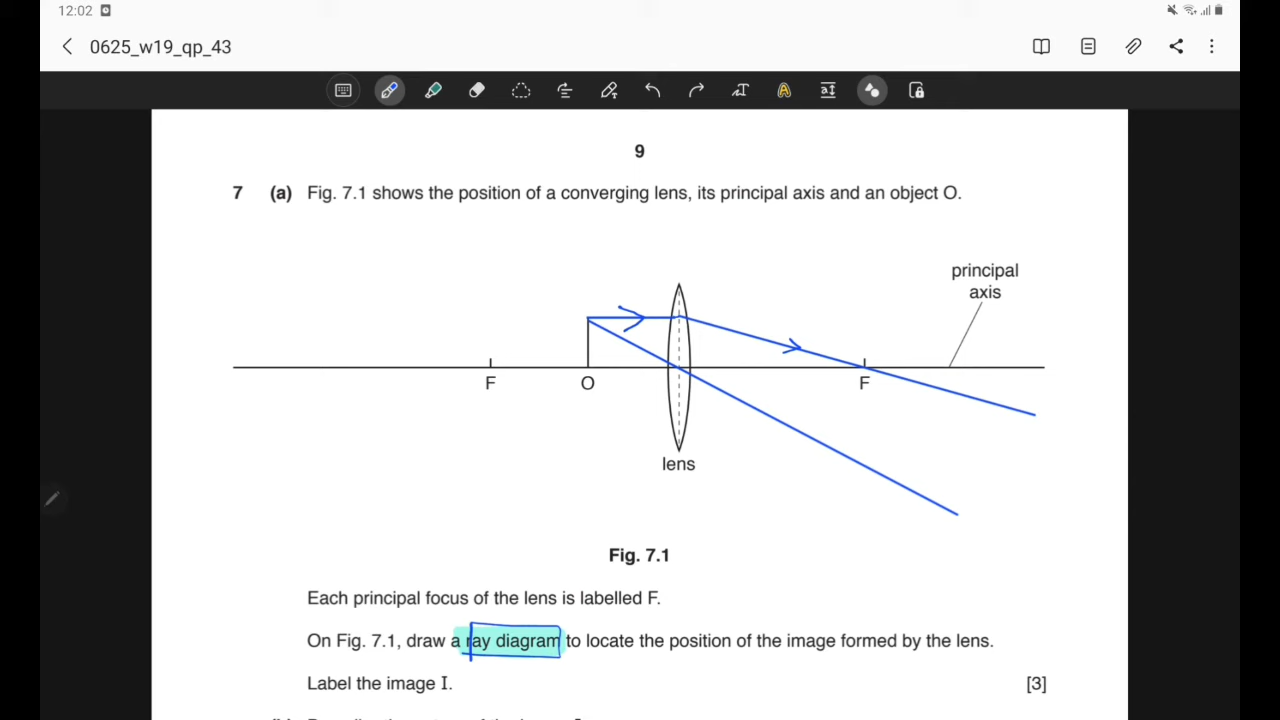 12:02
0625_w19_qp_43
9
7 (a) Fig. 7.1 shows the position of a converging lens, its principal axis and an object O.
principal
axis
F O F
lens
Fig. 7.1
Each principal focus of the lens is labelled F.
On Fig. 7.1, draw a ray diagram to locate the position of the image formed by the lens.
Label the image I. [3]